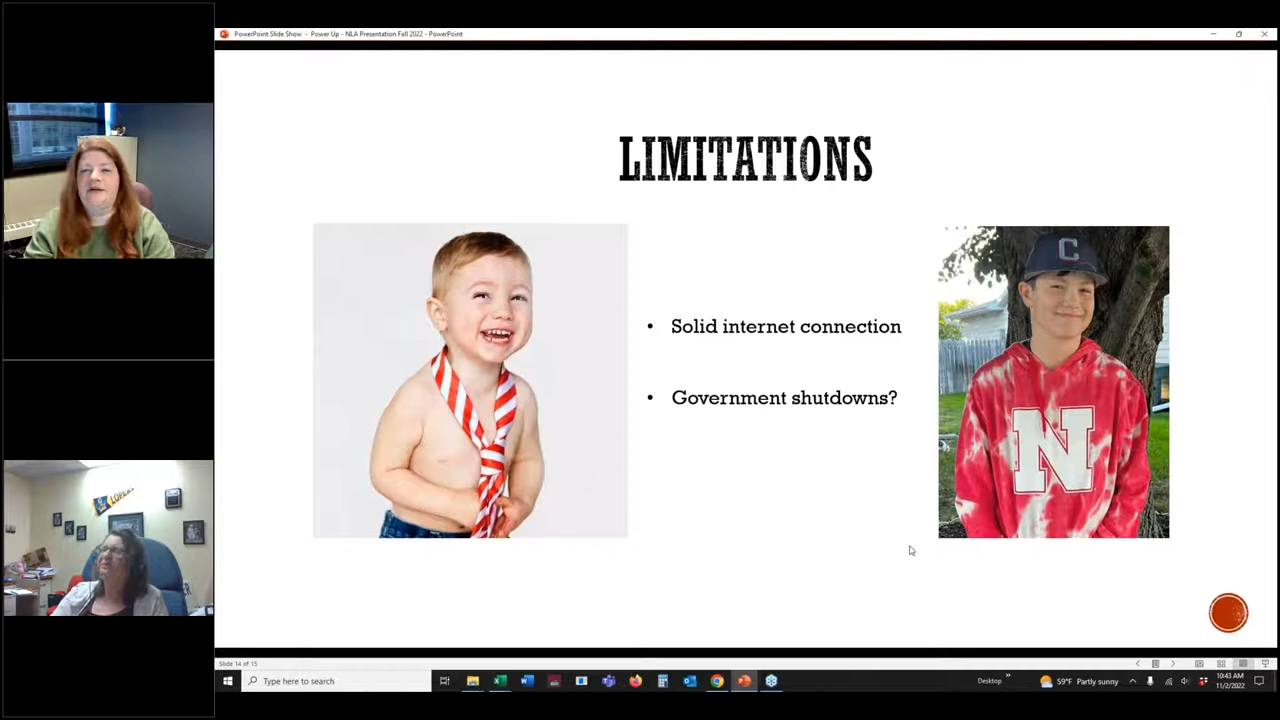 PowerPoint Slide Show - Power Up - NLA Presentation Fall 2022 - PowerPoint
LIMITATIONS
C
• Solid internet connection
• Government shutdowns?
N
LOPERS
Slide 14 of 15
Type here to search
Desktop
59°F Partly sunny
10:43 AM
11/2/2022